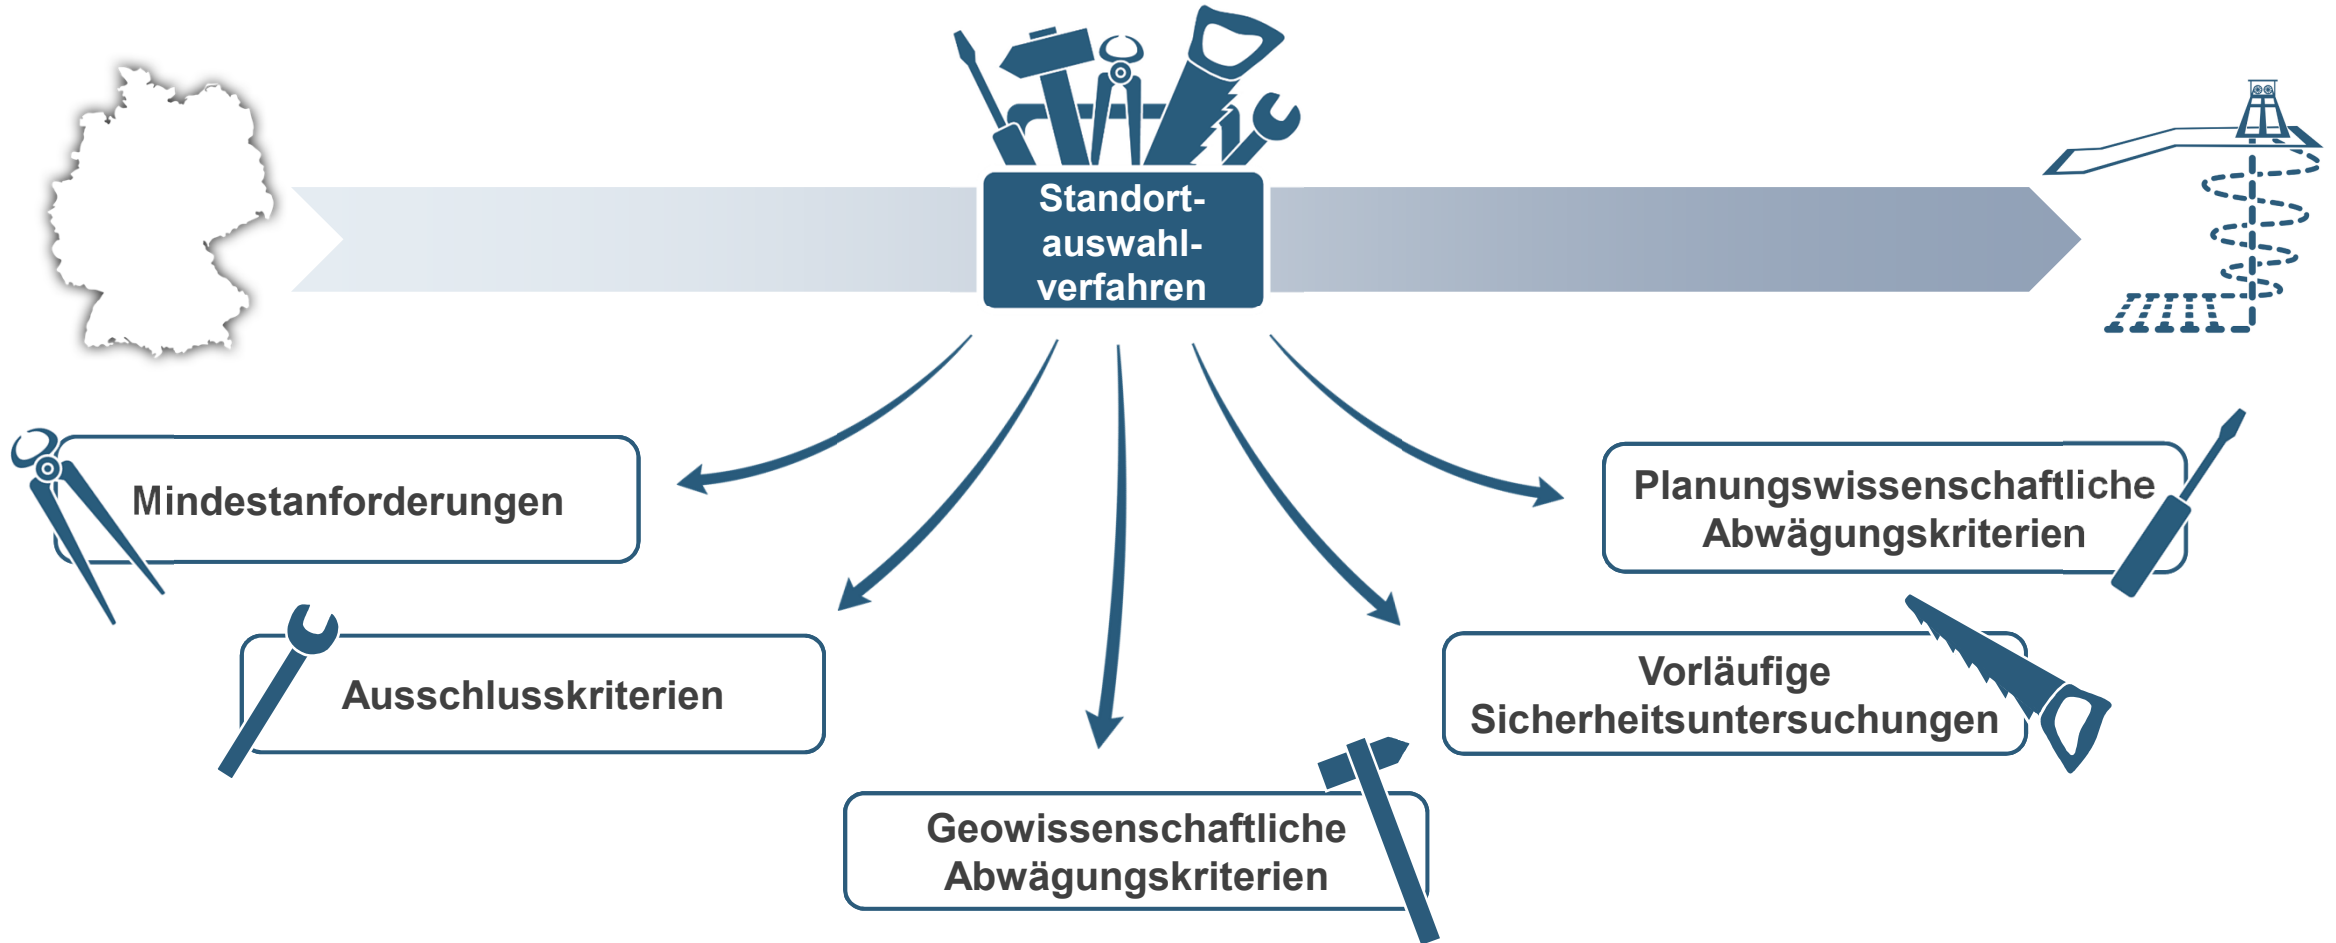 Standort-
auswahl-
verfahren
Mindestanforderungen
Ausschlusskriterien
Geowissenschaftliche
Abwägungskriterien
Vorläufige
Sicherheitsuntersuchungen
Planungswissenschaftliche
Abwägungskriterien